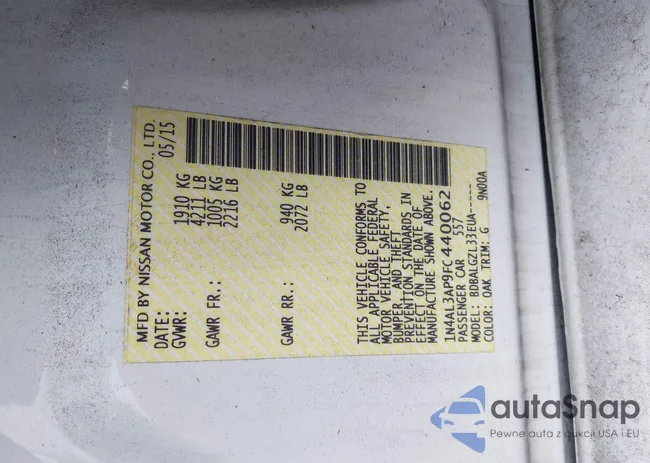 MFD BY NISSAN MOTOR CO., LTD.
DATE: 05/15
GVWR: 1910 KG
4211 LB
GAWR FR.: 1005 KG
2216 LB
GAWR RR.: 940 KG
2072 LB
THIS VEHICLE CONFORMS TO
ALL APPLICABLE FEDERAL
MOTOR VEHICLE SAFETY,
BUMPER, AND THEFT
PREVENTION STANDARDS IN
EFFECT ON THE DATE OF
MANUFACTURE SHOWN ABOVE.
1N4AL3AP9FC440062
PASSENGER CAR 557
MODEL: BDBALGZL33EUA-----
COLOR: QAK TRIM: G 9N00A
autoSnap
Pewne auta z aukcji USA i EU